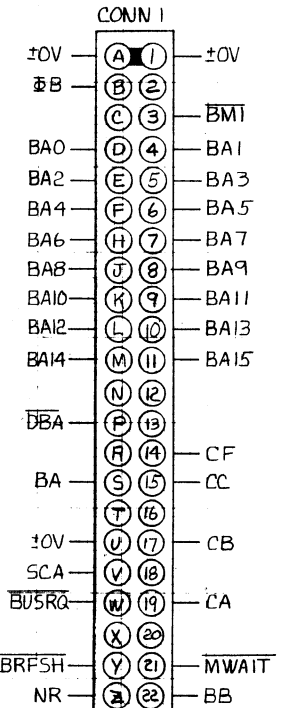 CONN 1
±0V A 1 ±0V
ΦB B 2
C 3 BM1
BA0 D 4 BA1
BA2 E 5 BA3
BA4 F 6 BA5
BA6 H 7 BA7
BA8 J 8 BA9
BA10 K 9 BA11
BA12 L 10 BA13
BA14 M 11 BA15
N 12
DBA P 13
R 14 CF
BA S 15 CC
T 16
±0V U 17 CB
SCA V 18
BUSRQ W 19 CA
X 20
BRFSH Y 21 MWAIT
NR Z 22 BB